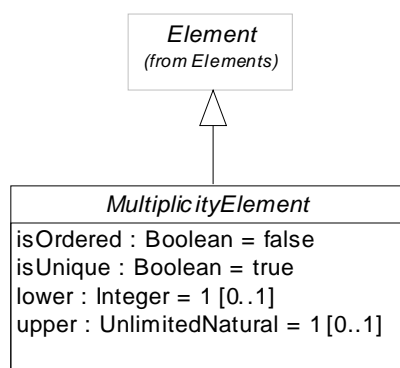 Element
(from Elements)
MultiplicityElement
isOrdered : Boolean = false
isUnique : Boolean = true
lower : Integer = 1 [0..1]
upper : UnlimitedNatural = 1 [0..1]